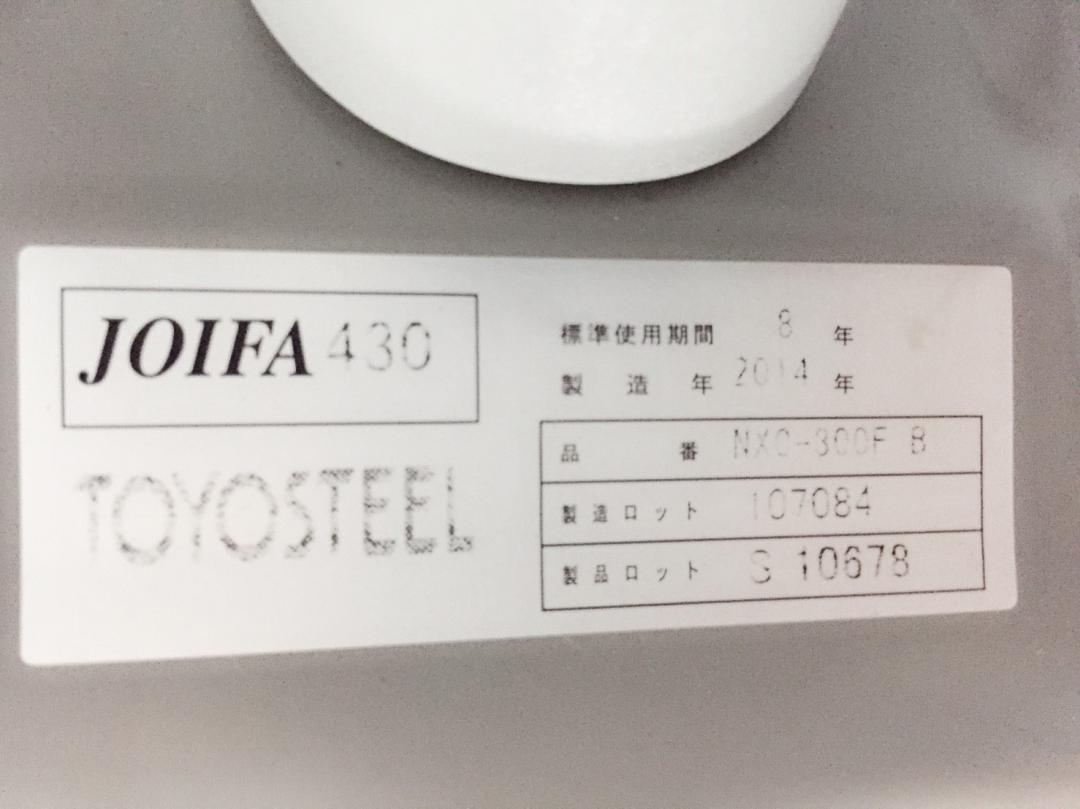 JOIFA 430
TOYOSTEEL
標準使用期間 8 年
製造年 2014 年
品番 NXC-300F B
製造ロット 107084
製品ロット S 10678